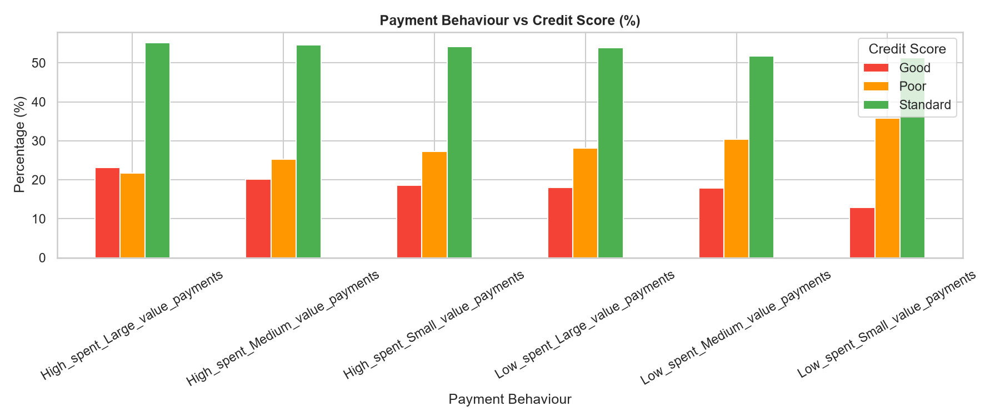 Payment Behaviour vs Credit Score (%)
Percentage (%)
50
40
30
20
10
0
Credit Score
Good
Poor
Standard
High_spent_Large_value_payments
High_spent_Medium_value_payments
High_spent_Small_value_payments
Low_spent_Large_value_payments
Low_spent_Medium_value_payments
Low_spent_Small_value_payments
Payment Behaviour